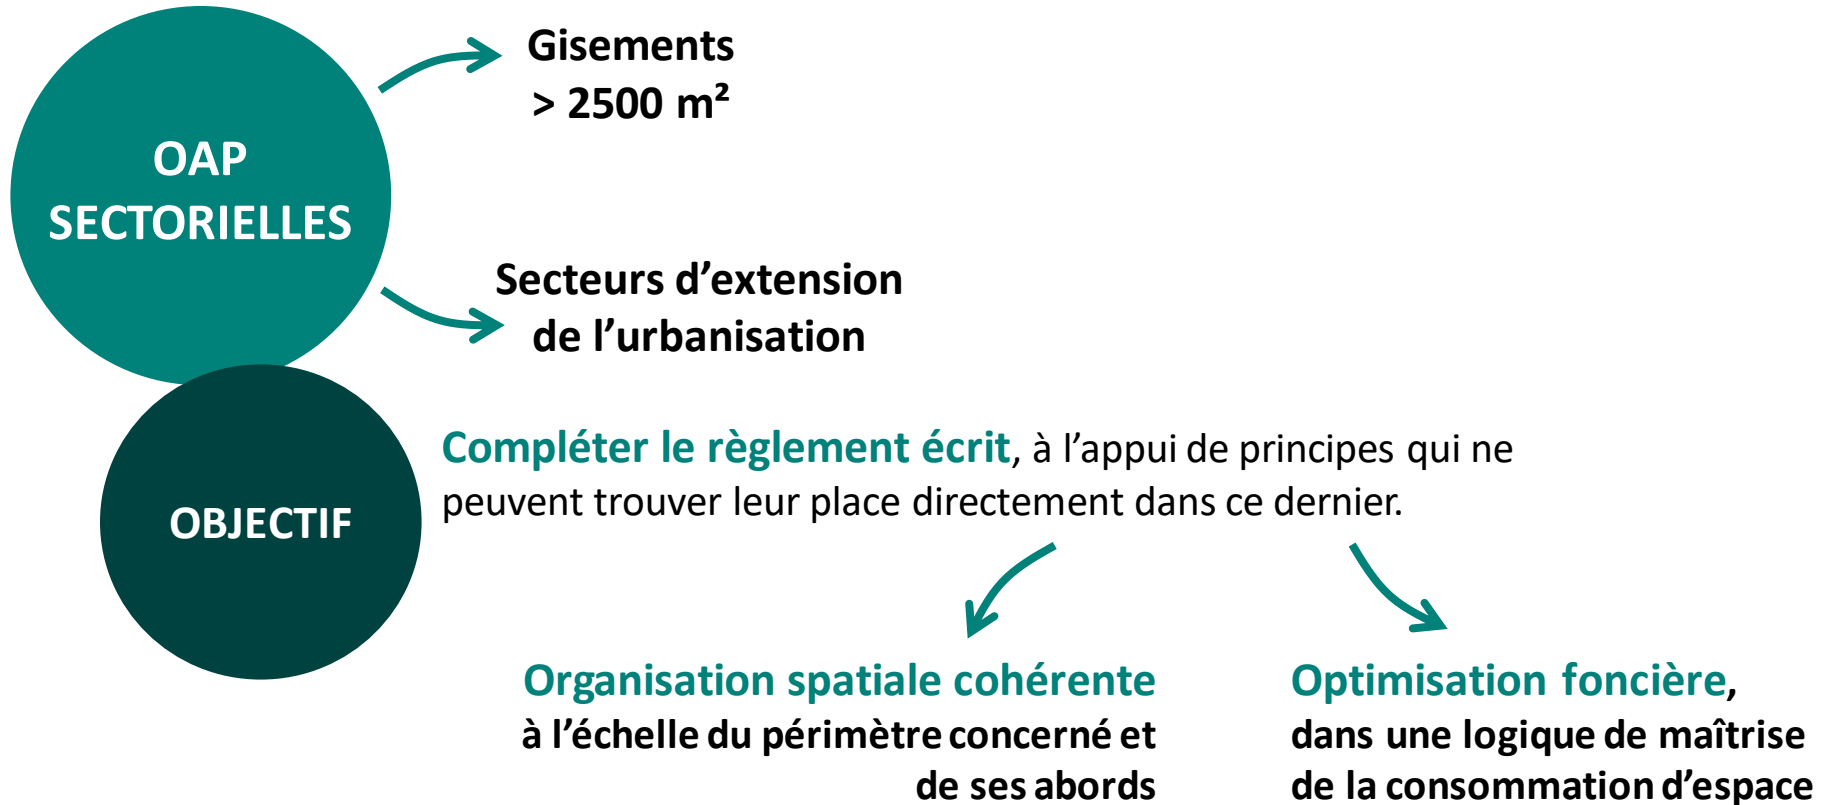 OAP
SECTORIELLES
Gisements
> 2500 m²
Secteurs d’extension
de l’urbanisation
OBJECTIF
Compléter le règlement écrit, à l’appui de principes qui ne
peuvent trouver leur place directement dans ce dernier.
Organisation spatiale cohérente
à l’échelle du périmètre concerné et
de ses abords
Optimisation foncière,
dans une logique de maîtrise
de la consommation d’espace